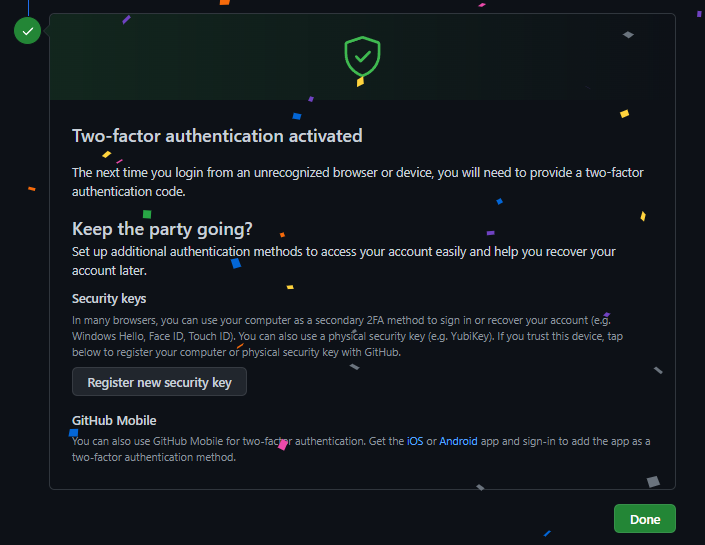 Two-factor authentication activated
The next time you login from an unrecognized browser or device, you will need to provide a two-factor
authentication code.
Keep the party going?
Set up additional authentication methods to access your account easily and help you recover your
account later.
Security keys
In many browsers, you can use your computer as a secondary 2FA method to sign in or recover your account (e.g.
Windows Hello, Face ID, Touch ID). You can also use a physical security key (e.g. YubiKey). If you trust this device, tap
below to register your computer or physical security key with GitHub.
Register new security key
GitHub Mobile
You can also use GitHub Mobile for two-factor authentication. Get the iOS or Android app and sign-in to add the app as a
two-factor authentication method.
Done